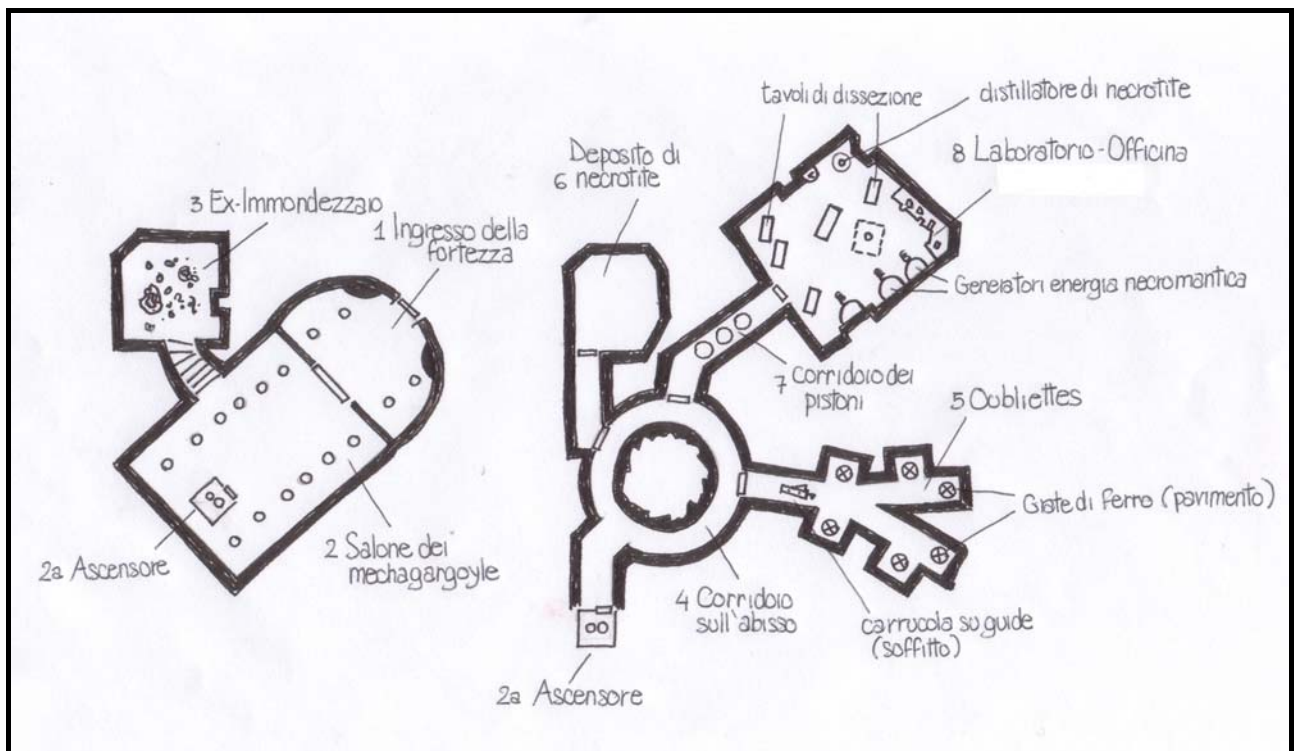 tavoli di dissezione
distillatore di necrotite
8 Laboratorio-Officina
Deposito di
6 necrotite
3 Ex-Immondezzaio
1 Ingresso della
fortezza
Generatori energia necromantica
7 Corridoio dei
pistoni
5 Oubliettes
Grate di ferro (pavimento)
2a Ascensore
2 Salone dei
mechagargoyle
4 Corridoio
sull'abisso
carrucola su guide
(soffitto)
2a Ascensore